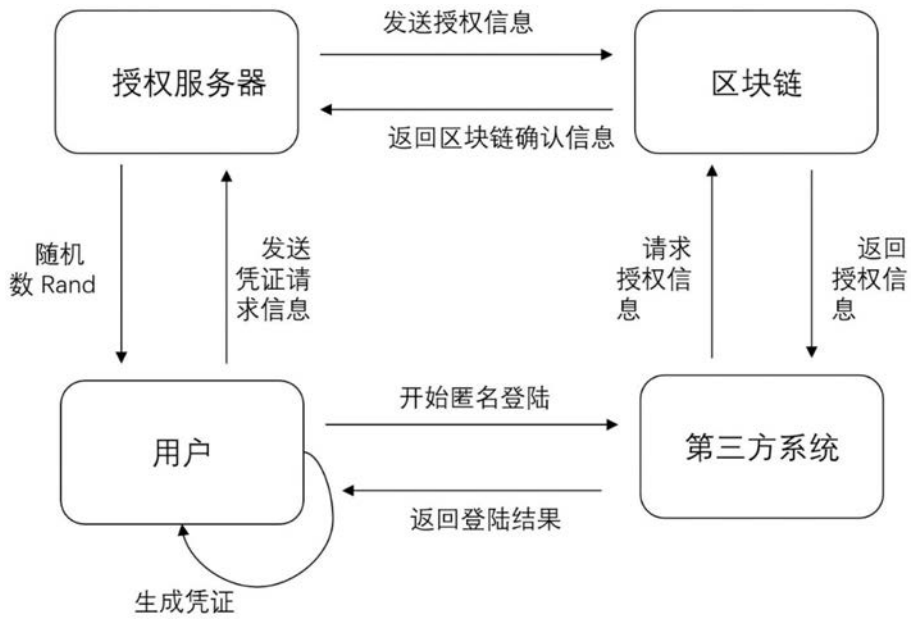 发送授权信息
授权服务器
区块链
返回区块链确认信息
随机
数 Rand
发送
凭证请
求信息
请求
授权信
息
返回
授权信
息
开始匿名登陆
用户
第三方系统
返回登陆结果
生成凭证